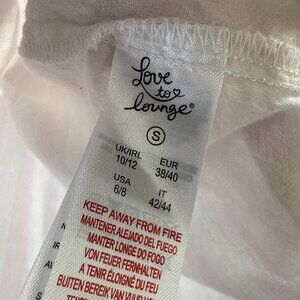 Love
to
lounge®
S
UK/IRL EUR
10/12 38/40
USA IT
6/8 42/44
KEEP AWAY FROM FIRE
MANTENER ALEJADO DEL FUEGO
MANTER LONGE DO FOGO
VON FEUER FERNHALTEN
A TENIR ÉLOIGNÉ DU FEU
BUITEN BEREIK VAN VUUR